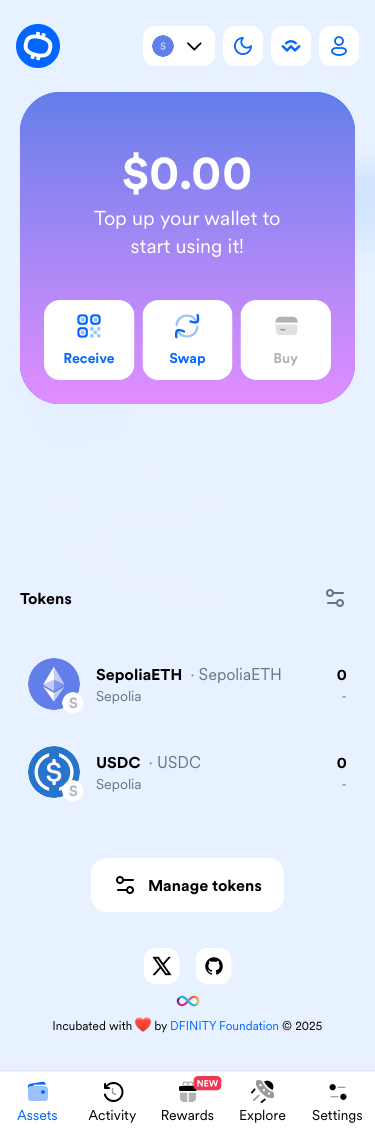 S
$0.00
Top up your wallet to
start using it!
Receive Swap Buy
Tokens
SepoliaETH · SepoliaETH 0
Sepolia -
S
USDC · USDC 0
Sepolia -
S
Manage tokens
Incubated with ❤️ by DFINITY Foundation © 2025
NEW
Assets Activity Rewards Explore Settings